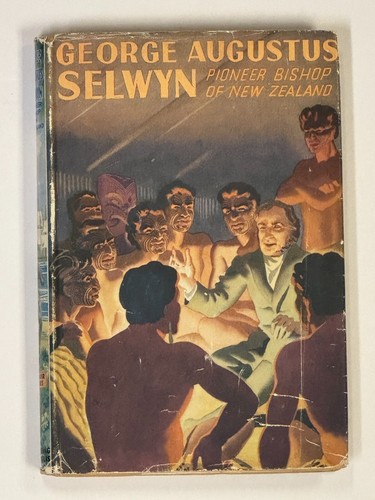 GEORGE AUGUSTUS
SELWYN PIONEER BISHOP
OF NEW ZEALAND